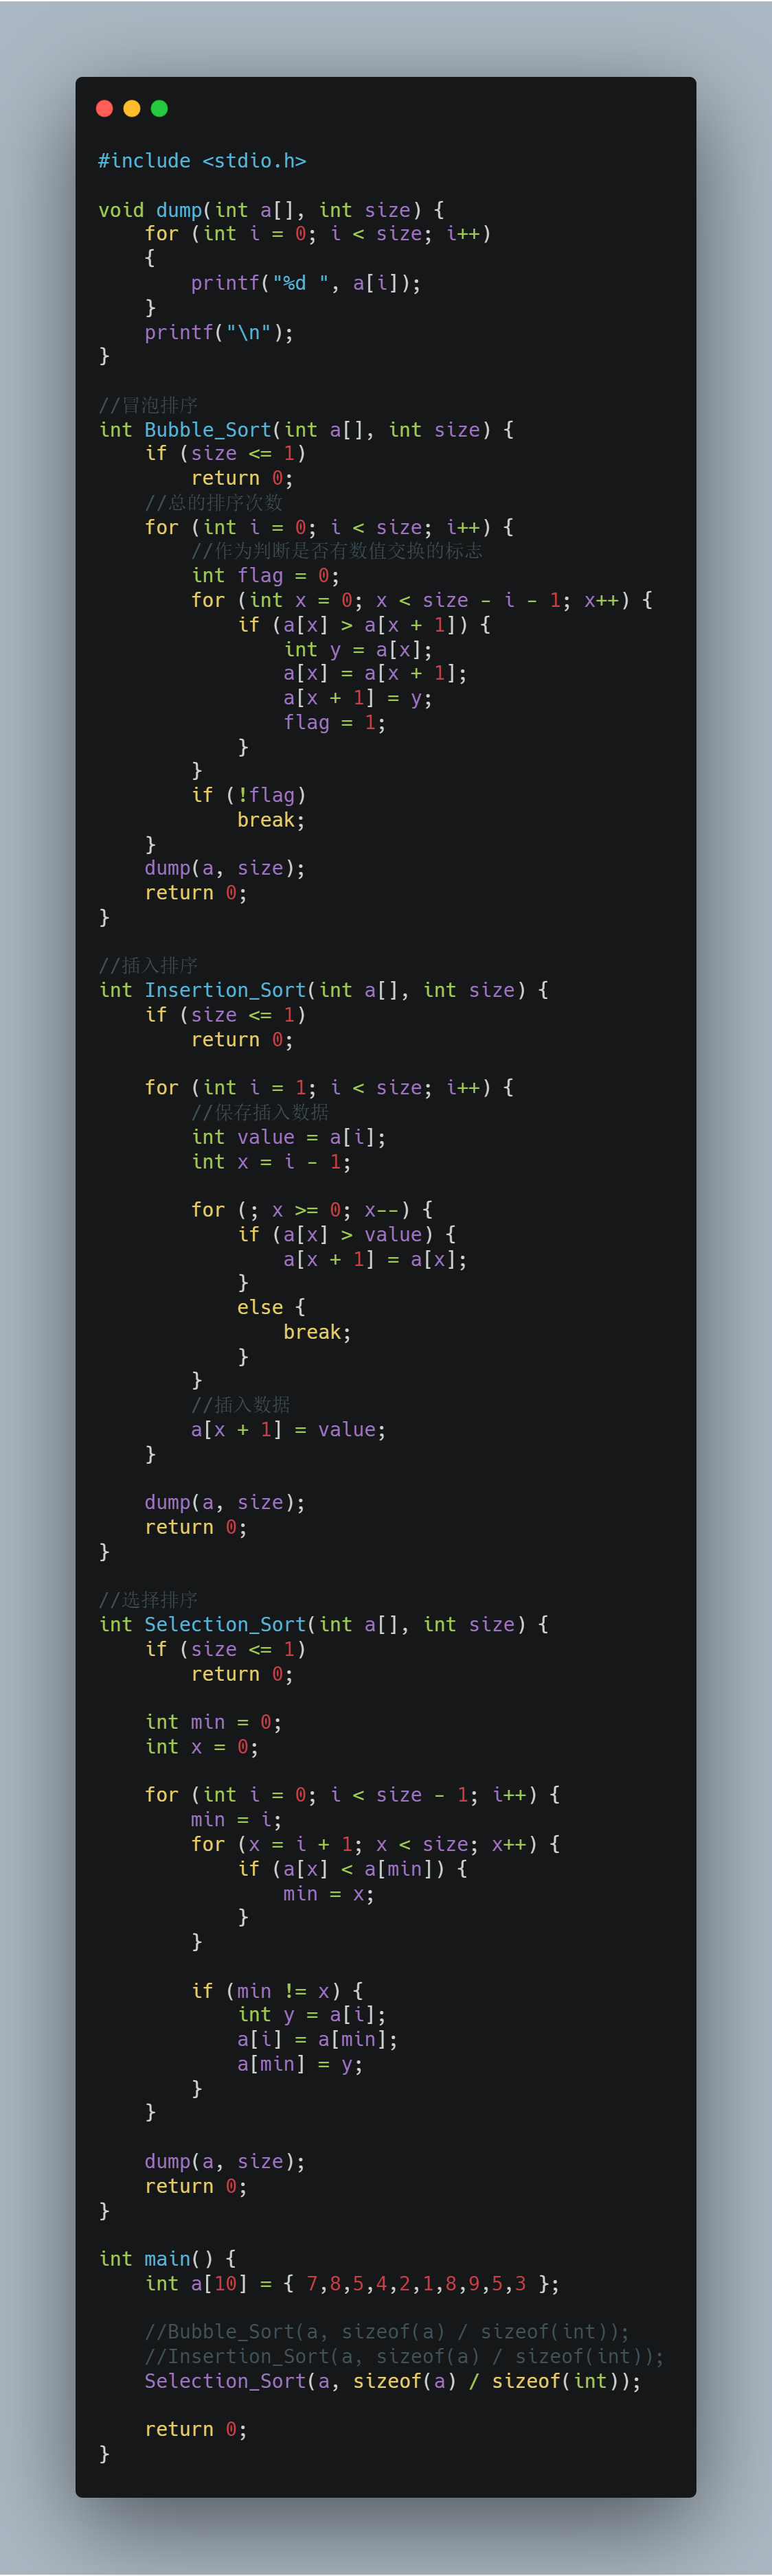 #include <stdio.h>

void dump(int a[], int size) {
    for (int i = 0; i < size; i++)
    {
        printf("%d ", a[i]);
    }
    printf("\n");
}

//冒泡排序
int Bubble_Sort(int a[], int size) {
    if (size <= 1)
        return 0;
    //总的排序次数
    for (int i = 0; i < size; i++) {
        //作为判断是否有数值交换的标志
        int flag = 0;
        for (int x = 0; x < size - i - 1; x++) {
            if (a[x] > a[x + 1]) {
                int y = a[x];
                a[x] = a[x + 1];
                a[x + 1] = y;
                flag = 1;
            }
        }
        if (!flag)
            break;
    }
    dump(a, size);
    return 0;
}

//插入排序
int Insertion_Sort(int a[], int size) {
    if (size <= 1)
        return 0;

    for (int i = 1; i < size; i++) {
        //保存插入数据
        int value = a[i];
        int x = i - 1;

        for (; x >= 0; x--) {
            if (a[x] > value) {
                a[x + 1] = a[x];
            }
            else {
                break;
            }
        }
        //插入数据
        a[x + 1] = value;
    }

    dump(a, size);
    return 0;
}

//选择排序
int Selection_Sort(int a[], int size) {
    if (size <= 1)
        return 0;

    int min = 0;
    int x = 0;

    for (int i = 0; i < size - 1; i++) {
        min = i;
        for (x = i + 1; x < size; x++) {
            if (a[x] < a[min]) {
                min = x;
            }
        }

        if (min != x) {
            int y = a[i];
            a[i] = a[min];
            a[min] = y;
        }
    }

    dump(a, size);
    return 0;
}

int main() {
    int a[10] = { 7,8,5,4,2,1,8,9,5,3 };

    //Bubble_Sort(a, sizeof(a) / sizeof(int));
    //Insertion_Sort(a, sizeof(a) / sizeof(int));
    Selection_Sort(a, sizeof(a) / sizeof(int));

    return 0;
}